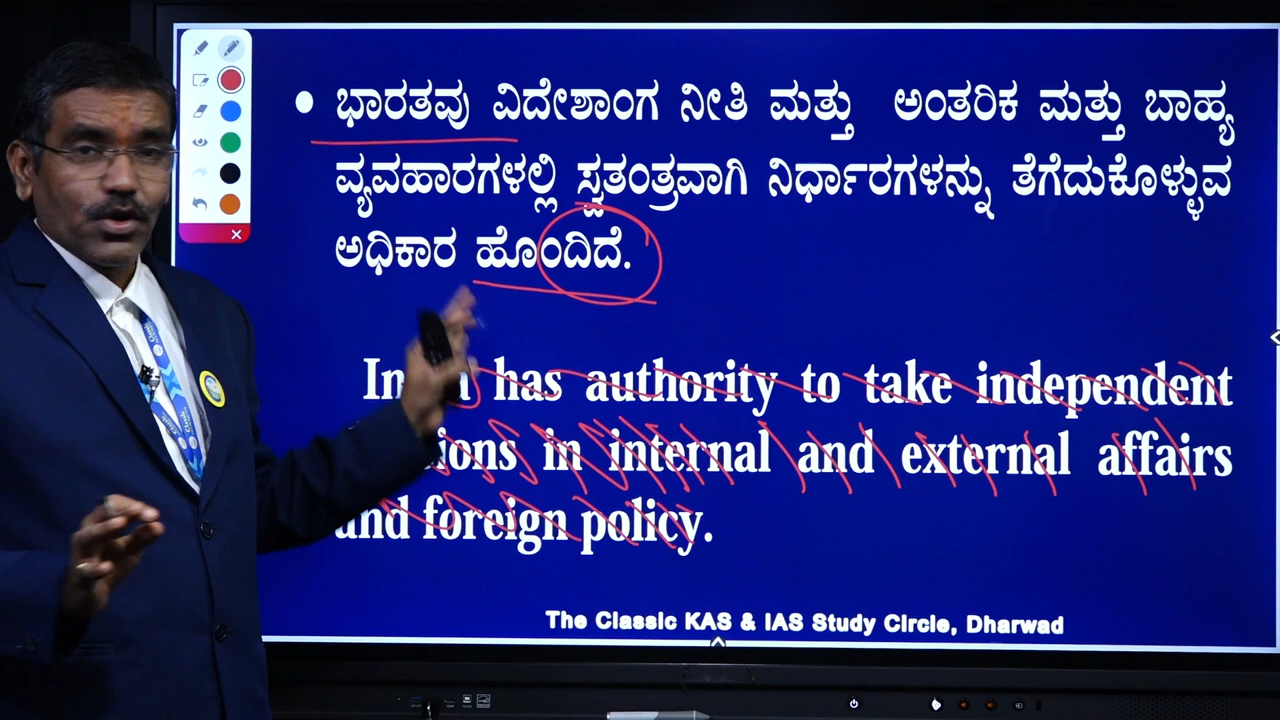 ಭಾರತವು ವಿದೇಶಾಂಗ ನೀತಿ ಮತ್ತು ಅಂತರಿಕ ಮತ್ತು ಬಾಹ್ಯ
ವ್ಯವಹಾರಗಳಲ್ಲಿ ಸ್ವತಂತ್ರವಾಗಿ ನಿರ್ಧಾರಗಳನ್ನು ತೆಗೆದುಕೊಳ್ಳುವ
ಅಧಿಕಾರ ಹೊಂದಿದೆ.
has authority to take independent
in internal and external affairs
and foreign policy.
The Classic KAS & IAS Study Circle, Dharwad